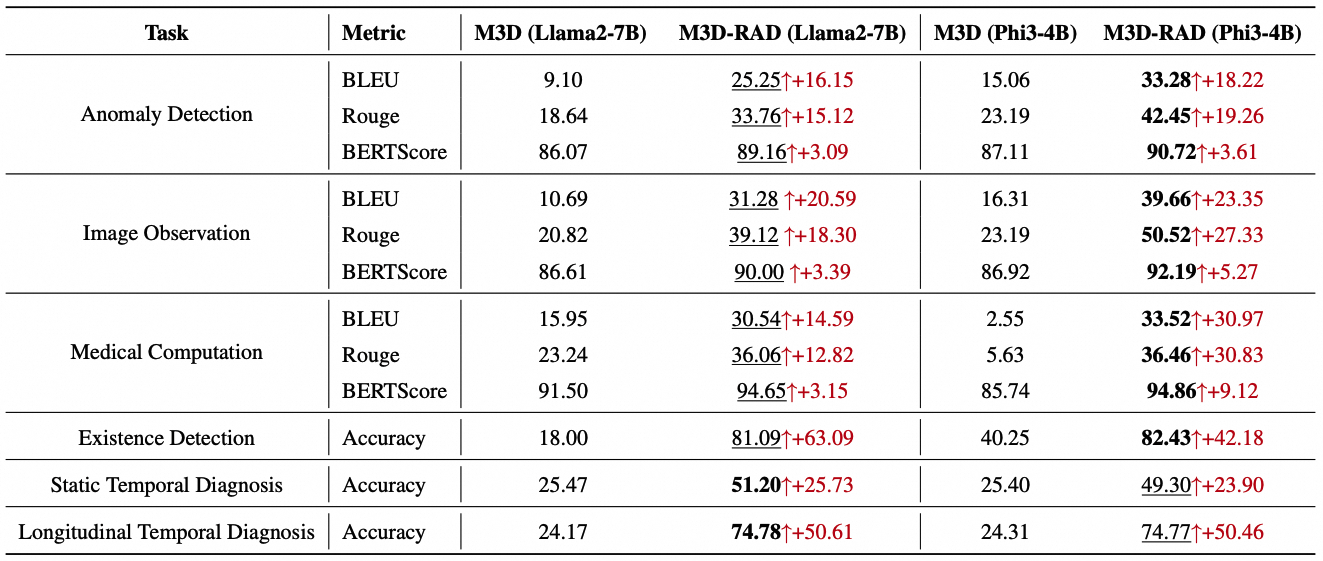 Task Metric M3D (Llama2-7B) M3D-RAD (Llama2-7B) M3D (Phi3-4B) M3D-RAD (Phi3-4B)
BLEU 9.10 25.25↑+16.15 15.06 33.28↑+18.22
Anomaly Detection Rouge 18.64 33.76↑+15.12 23.19 42.45↑+19.26
BERTScore 86.07 89.16↑+3.09 87.11 90.72↑+3.61
BLEU 10.69 31.28 ↑+20.59 16.31 39.66↑+23.35
Image Observation Rouge 20.82 39.12 ↑+18.30 23.19 50.52↑+27.33
BERTScore 86.61 90.00 ↑+3.39 86.92 92.19↑+5.27
BLEU 15.95 30.54↑+14.59 2.55 33.52↑+30.97
Medical Computation Rouge 23.24 36.06↑+12.82 5.63 36.46↑+30.83
BERTScore 91.50 94.65↑+3.15 85.74 94.86↑+9.12
Existence Detection Accuracy 18.00 81.09↑+63.09 40.25 82.43↑+42.18
Static Temporal Diagnosis Accuracy 25.47 51.20↑+25.73 25.40 49.30↑+23.90
Longitudinal Temporal Diagnosis Accuracy 24.17 74.78↑+50.61 24.31 74.77↑+50.46